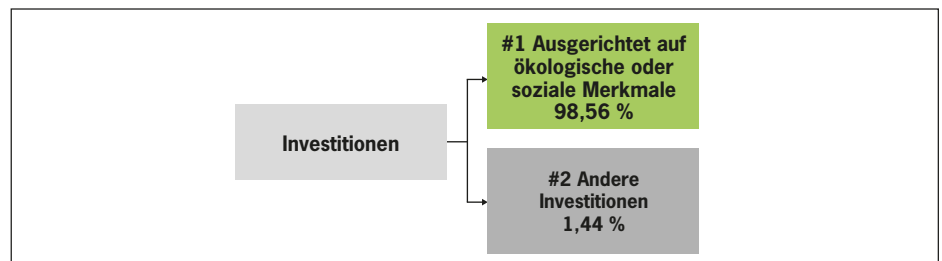 #1 Ausgerichtet auf
ökologische oder
soziale Merkmale
98,56 %
Investitionen
#2 Andere
Investitionen
1,44 %